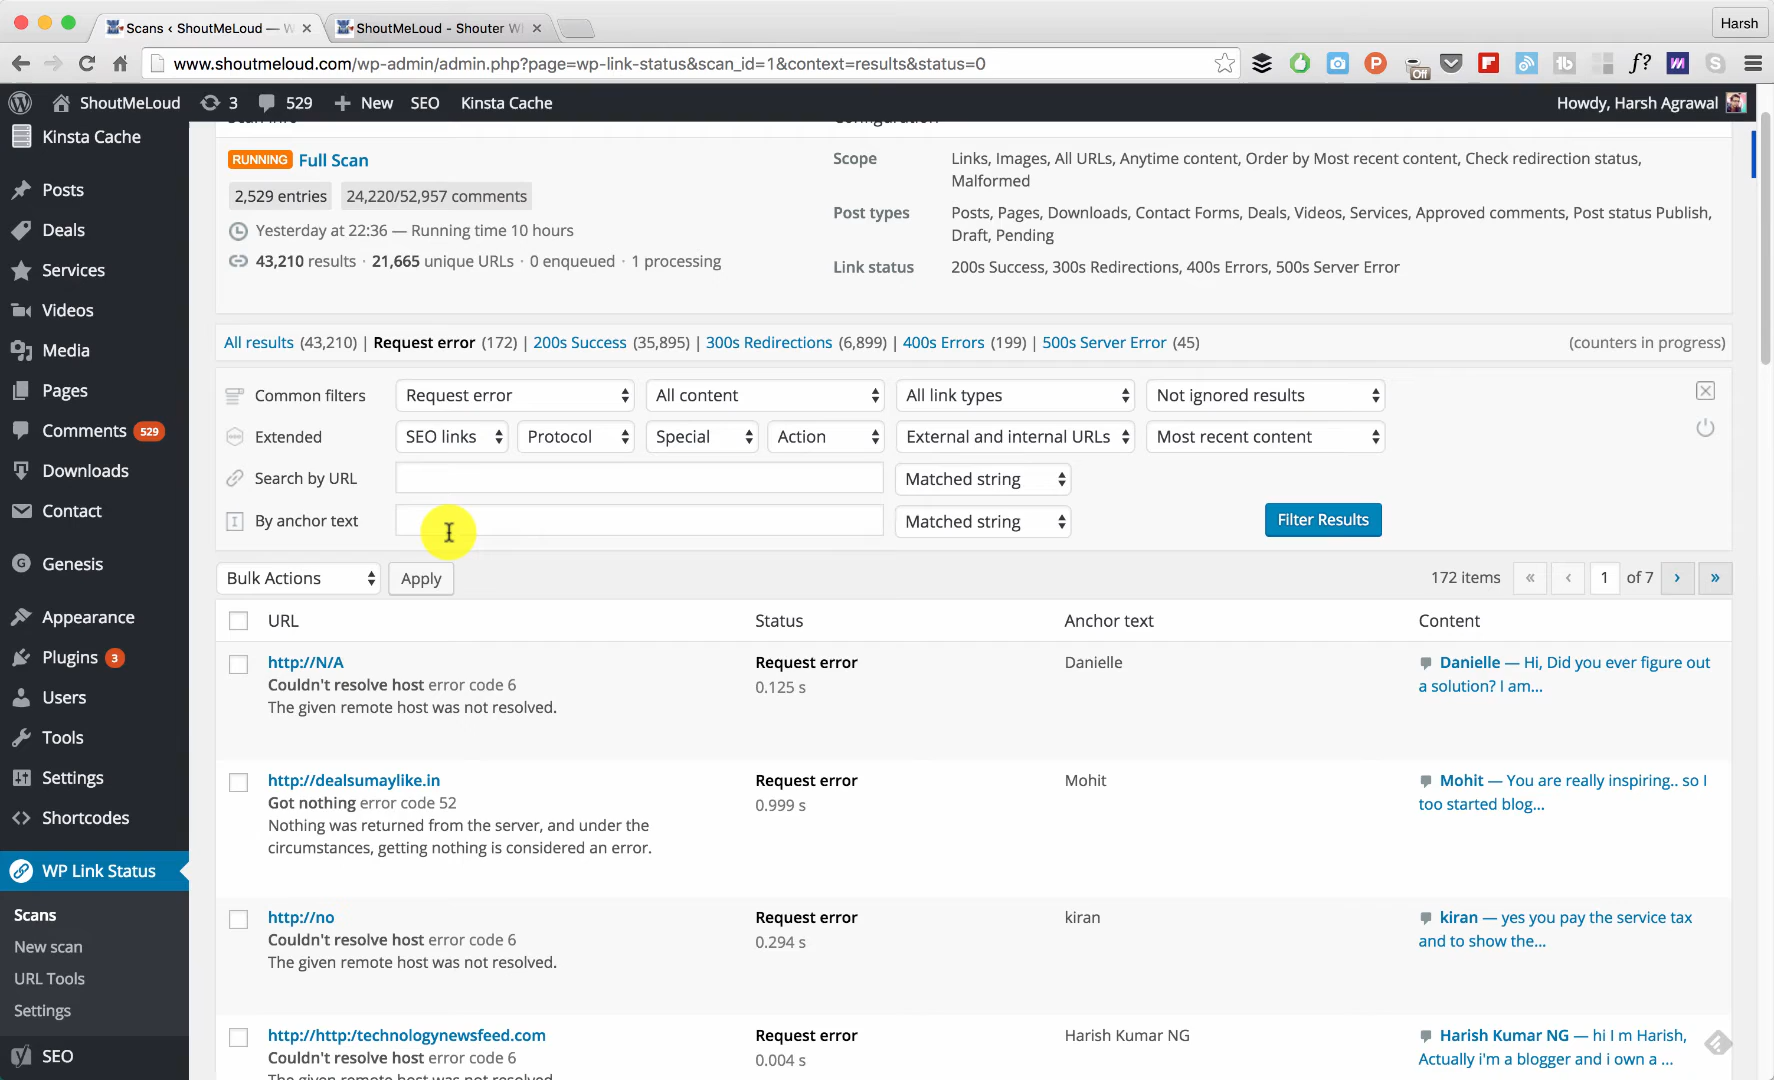 Scans ‹ ShoutMeLoud — W
ShoutMeLoud - Shouter W
Harsh
www.shoutmeloud.com/wp-admin/admin.php?page=wp-link-status&scan_id=1&context=results&status=0
Off
ShoutMeLoud 3 529 New SEO Kinsta Cache
Howdy, Harsh Agrawal
Kinsta Cache
Posts
Deals
Services
Videos
Media
Pages
Comments 529
Downloads
Contact
Genesis
Appearance
Plugins 3
Users
Tools
Settings
Shortcodes
WP Link Status
Scans
New scan
URL Tools
Settings
SEO
RUNNING Full Scan
2,529 entries 24,220/52,957 comments
Yesterday at 22:36 — Running time 10 hours
43,210 results · 21,665 unique URLs · 0 enqueued · 1 processing
Configuration
Scope Links, Images, All URLs, Anytime content, Order by Most recent content, Check redirection status,
Malformed
Post types Posts, Pages, Downloads, Contact Forms, Deals, Videos, Services, Approved comments, Post status Publish,
Draft, Pending
Link status 200s Success, 300s Redirections, 400s Errors, 500s Server Error
All results (43,210) | Request error (172) | 200s Success (35,895) | 300s Redirections (6,899) | 400s Errors (199) | 500s Server Error (45)
(counters in progress)
Common filters Request error All content All link types Not ignored results
Extended SEO links Protocol Special Action External and internal URLs Most recent content
Search by URL Matched string
By anchor text Matched string Filter Results
Bulk Actions Apply 172 items « ‹ 1 of 7 › »
URL Status Anchor text Content
http://N/A Request error Danielle Danielle — Hi, Did you ever figure out
Couldn't resolve host error code 6 0.125 s a solution? I am...
The given remote host was not resolved.
http://dealsumaylike.in Request error Mohit Mohit — You are really inspiring.. so I
Got nothing error code 52 0.999 s too started blog...
Nothing was returned from the server, and under the
circumstances, getting nothing is considered an error.
http://no Request error kiran kiran — yes you pay the service tax
Couldn't resolve host error code 6 0.294 s and to show the...
The given remote host was not resolved.
http://http:/technologynewsfeed.com Request error Harish Kumar NG Harish Kumar NG — hi I m Harish,
Couldn't resolve host error code 6 0.004 s Actually i'm a blogger and i own a ...
The given remote host was not resolved